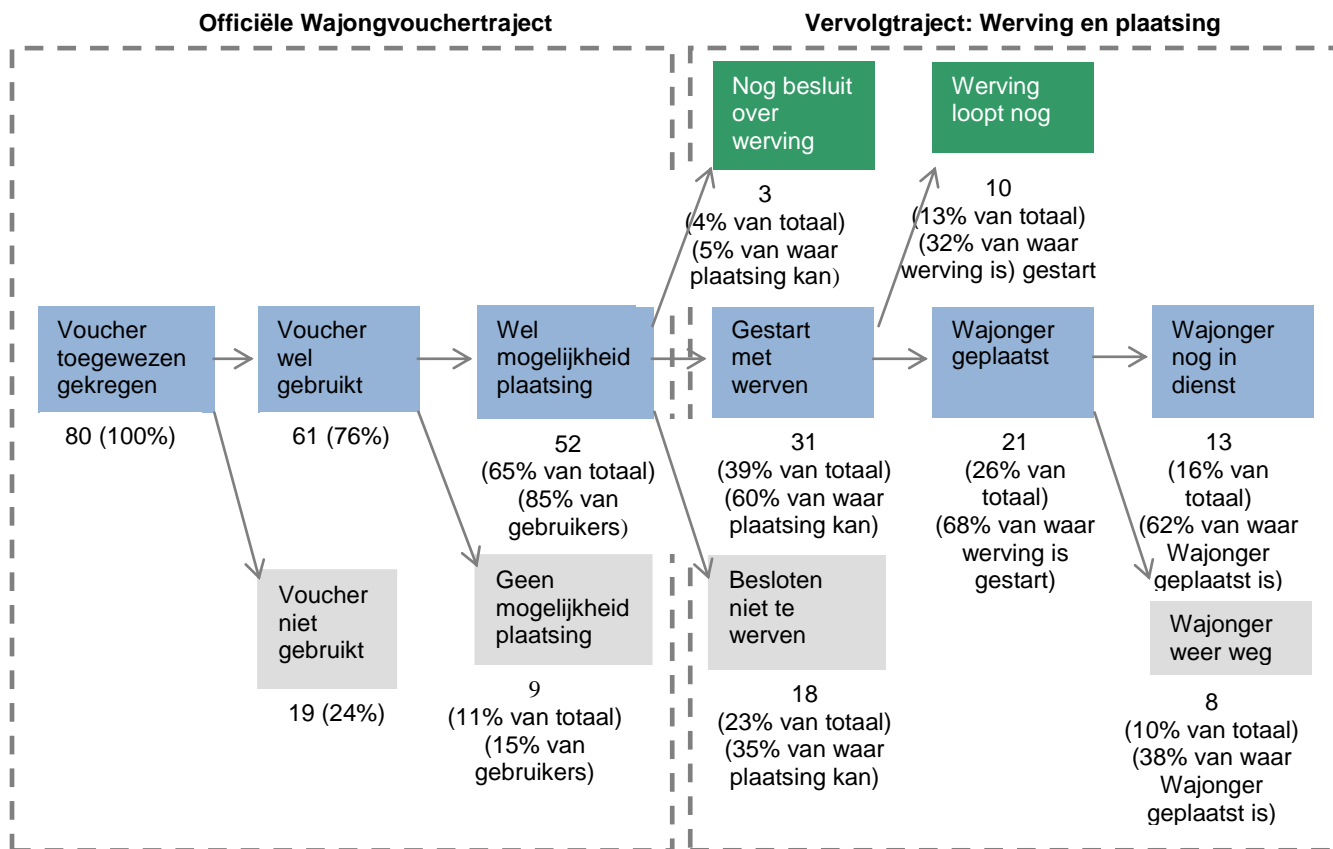 Officiële Wajongvouchertraject
Vervolgtraject: Werving en plaatsing
Nog besluit
over
werving
3
(4% van totaal)
(5% van waar
plaatsing kan)
Werving
loopt nog
10
(13% van totaal)
(32% van waar
werving is) gestart
Voucher
toegewezen
gekregen
80 (100%)
Voucher
wel
gebruikt
61 (76%)
Wel
mogelijkheid
plaatsing
52
(65% van totaal)
(85% van
gebruikers)
Gestart
met
werven
31
(39% van totaal)
(60% van waar
plaatsing kan)
Wajonger
geplaatst
21
(26% van
totaal)
(68% van waar
werving is
gestart)
Wajonger
nog in
dienst
13
(16% van
totaal)
(62% van waar
Wajonger
geplaatst is)
Voucher
niet
gebruikt
19 (24%)
Geen
mogelijkheid
plaatsing
9
(11% van totaal)
(15% van
gebruikers)
Besloten
niet te
werven
18
(23% van totaal)
(35% van waar
plaatsing kan)
Wajonger
weer weg
8
(10% van totaal)
(38% van waar
Wajonger
geplaatst is)